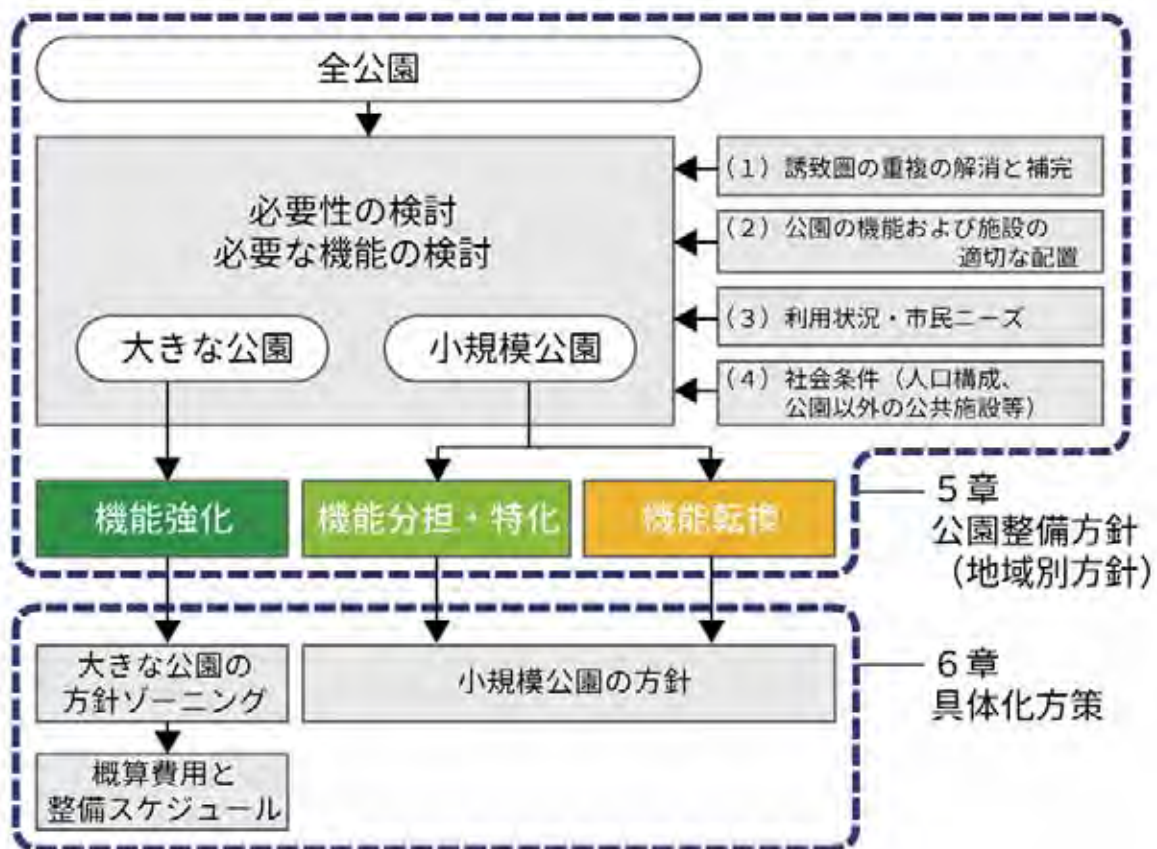 全公園
必要性の検討
必要な機能の検討
(1)誘致圏の重複の解消と補完
(2)公園の機能および施設の
適切な配置
(3)利用状況・市民ニーズ
(4)社会条件(人口構成、
公園以外の公共施設等)
大きな公園
小規模公園
機能強化
機能分担・特化
機能転換
5章
公園整備方針
(地域別方針)
大きな公園の
方針ゾーニング
小規模公園の方針
6章
具体化方策
概算費用と
整備スケジュール